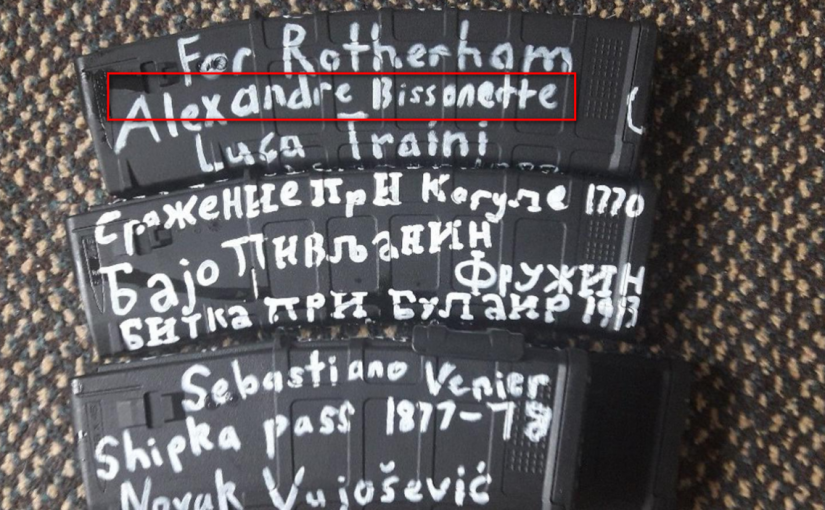 For Rotherham
Alexandre Bissonette
Luca Traini
Сражение при Кагуле 1770
Бајо Пивљанин
Фружин
Битка при Булаир 1913
Sebastiano Venier
Shipka pass 1877-78
Novak Vujošević